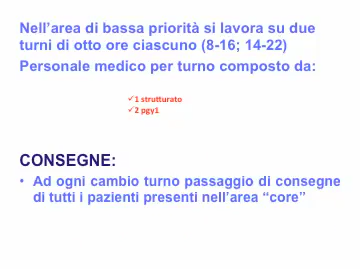 Nell’area di bassa priorità si lavora su due
turni di otto ore ciascuno (8-16; 14-22)
Personale medico per turno composto da:
✓1 strutturato
✓2 pgy1
CONSEGNE:
• Ad ogni cambio turno passaggio di consegne
di tutti i pazienti presenti nell’area “core”